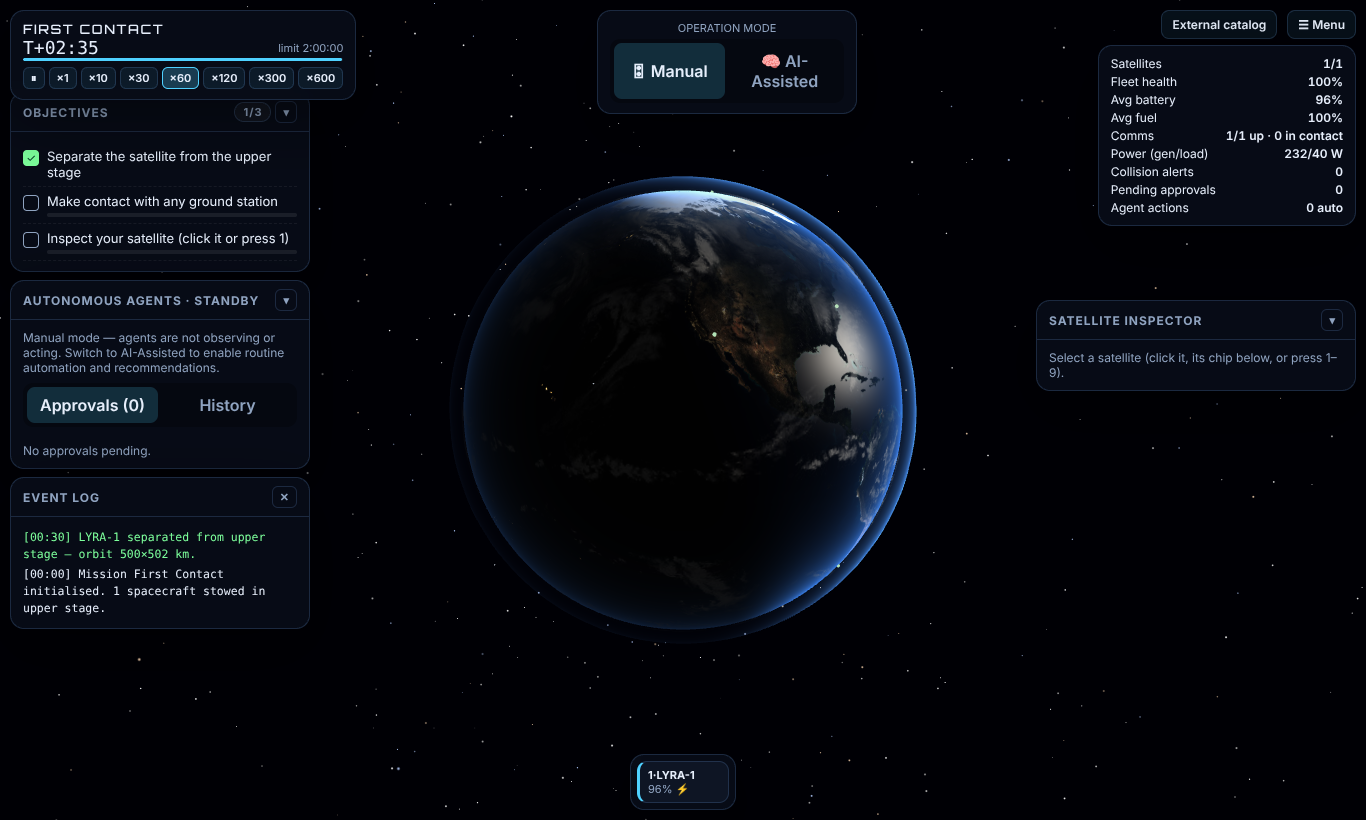 FIRST CONTACT
T+02:35 limit 2:00:00
⏸ ×1 ×10 ×30 ×60 ×120 ×300 ×600
OBJECTIVES 1/3 ▾
Separate the satellite from the upper
stage
Make contact with any ground station
Inspect your satellite (click it or press 1)
AUTONOMOUS AGENTS · STANDBY ▾
Manual mode — agents are not observing or
acting. Switch to AI-Assisted to enable routine
automation and recommendations.
Approvals (0) History
No approvals pending.
EVENT LOG ✕
[00:30] LYRA-1 separated from upper
stage — orbit 500×502 km.
[00:00] Mission First Contact
initialised. 1 spacecraft stowed in
upper stage.
OPERATION MODE
🎛 Manual
🧠 AI-
Assisted
External catalog ☰ Menu
Satellites 1/1
Fleet health 100%
Avg battery 96%
Avg fuel 100%
Comms 1/1 up · 0 in contact
Power (gen/load) 232/40 W
Collision alerts 0
Pending approvals 0
Agent actions 0 auto
SATELLITE INSPECTOR ▾
Select a satellite (click it, its chip below, or press 1–
9).
1·LYRA-1
96% ⚡